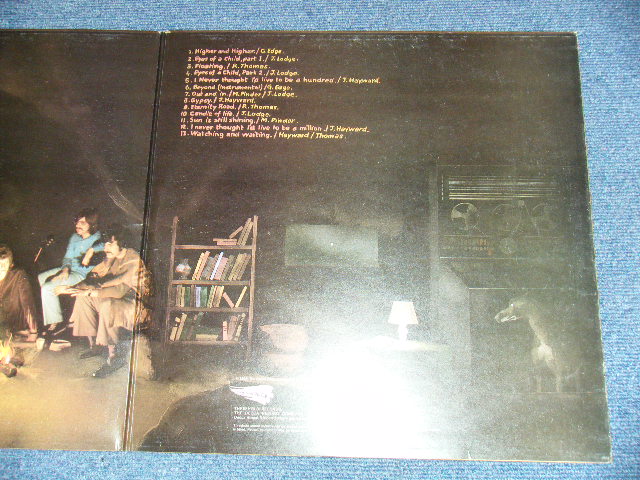 1. Higher and Higher./G. Edge.
2. Eyes of a Child, part 1./J. Lodge.
3. Floating./R. Thomas.
4. Eyes of a Child, Part 2./J. Lodge.
5. I Never thought I'd live to be a hundred./J. Hayward.
6. Beyond (Instrumental)/G. Edge.
7. Out and in./M. Pinder/J. Lodge.
8. Gypsy./J. Hayward.
9. Eternity Road./R. Thomas.
10. Candle of life./J. Lodge.
11. Sun is still shining./M. Pinder.
12. I never thought I'd live to be a million./J. Hayward.
13. Watching and waiting./Hayward/Thomas.